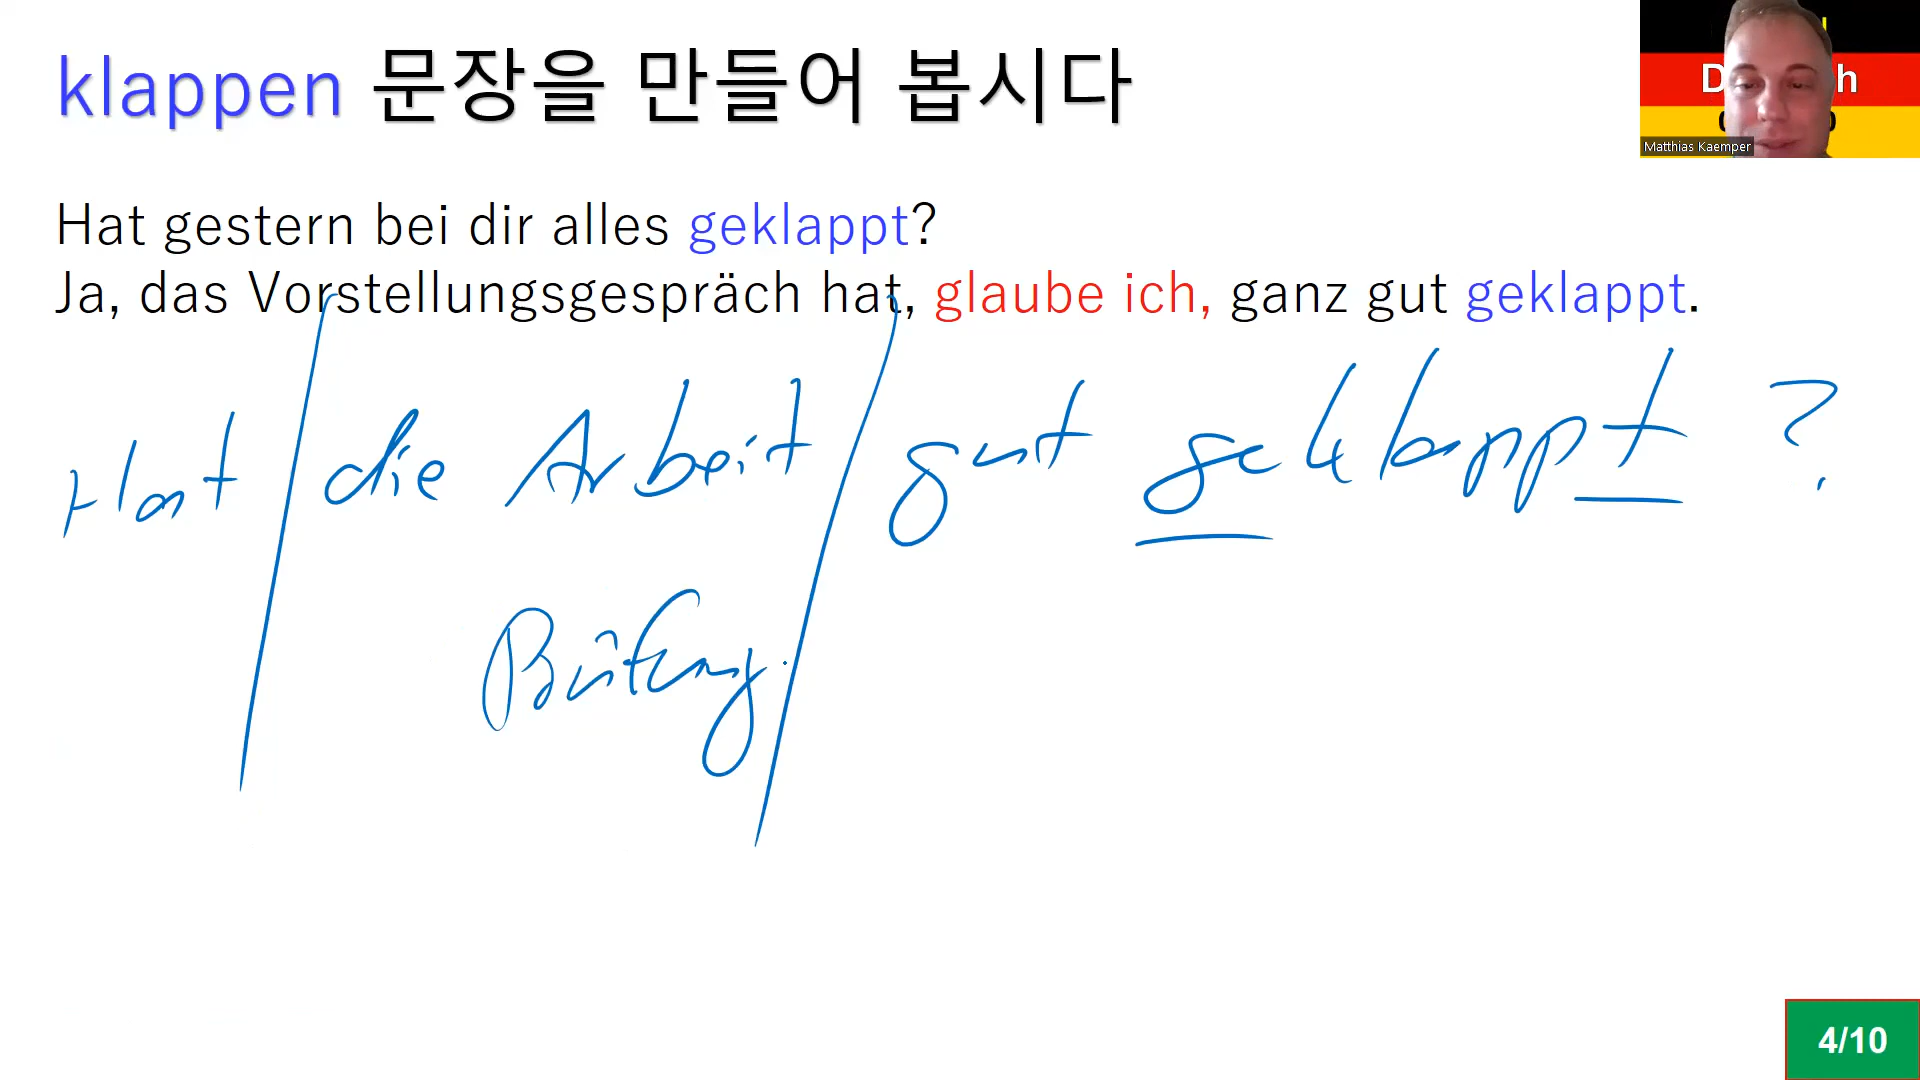 klappen 문장을 만들어 봅시다
Matthias Kaemper
Hat gestern bei dir alles geklappt?
Ja, das Vorstellungsgespräch hat, glaube ich, ganz gut geklappt.
Hat die Arbeit gut geklappt?
Prüfung
4/10